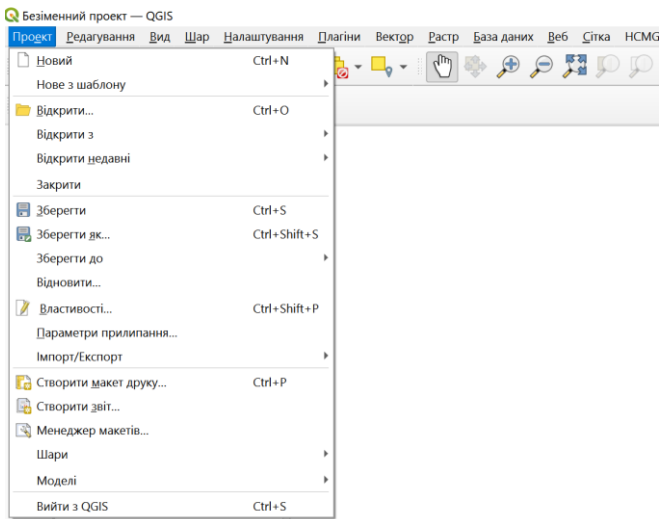 Безіменний проект — QGIS
Проект Редагування Вид Шар Налаштування Плагіни Вектор Растр База даних Веб Сітка HCMG
Новий Ctrl+N
Нове з шаблону
Відкрити... Ctrl+O
Відкрити з
Відкрити недавні
Закрити
Зберегти Ctrl+S
Зберегти як... Ctrl+Shift+S
Зберегти до
Відновити...
Властивості... Ctrl+Shift+P
Параметри прилипання...
Імпорт/Експорт
Створити макет друку... Ctrl+P
Створити звіт...
Менеджер макетів...
Шари
Моделі
Вийти з QGIS Ctrl+S